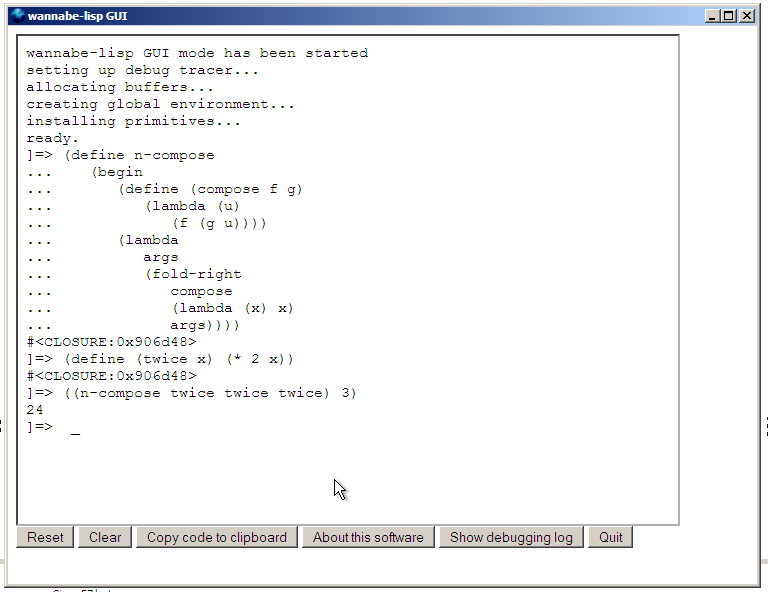 wannabe-lisp GUI
wannabe-lisp GUI mode has been started
setting up debug tracer...
allocating buffers...
creating global environment...
installing primitives...
ready.
]=> (define n-compose
...    (begin
...       (define (compose f g)
...          (lambda (u)
...             (f (g u))))
...       (lambda
...          args
...          (fold-right
...             compose
...             (lambda (x) x)
...             args))))
#<CLOSURE:0x906d48>
]=> (define (twice x) (* 2 x))
#<CLOSURE:0x906d48>
]=> ((n-compose twice twice twice) 3)
24
]=>  _
Reset Clear Copy code to clipboard About this software Show debugging log Quit